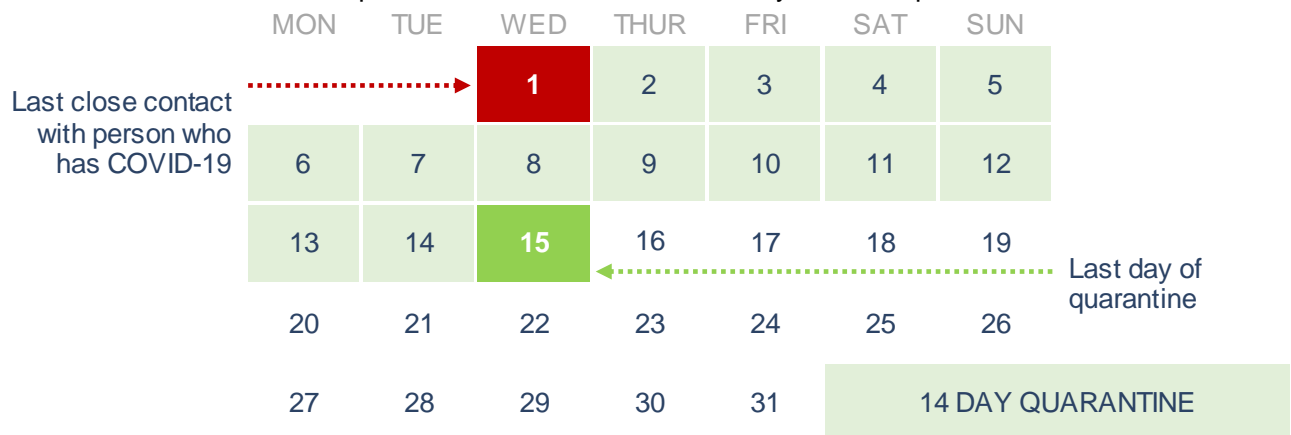 MON TUE WED THUR FRI SAT SUN
Last close contact
with person who
has COVID-19
1 2 3 4 5
6 7 8 9 10 11 12
13 14 15 16 17 18 19
Last day of
quarantine
20 21 22 23 24 25 26
27 28 29 30 31 14 DAY QUARANTINE